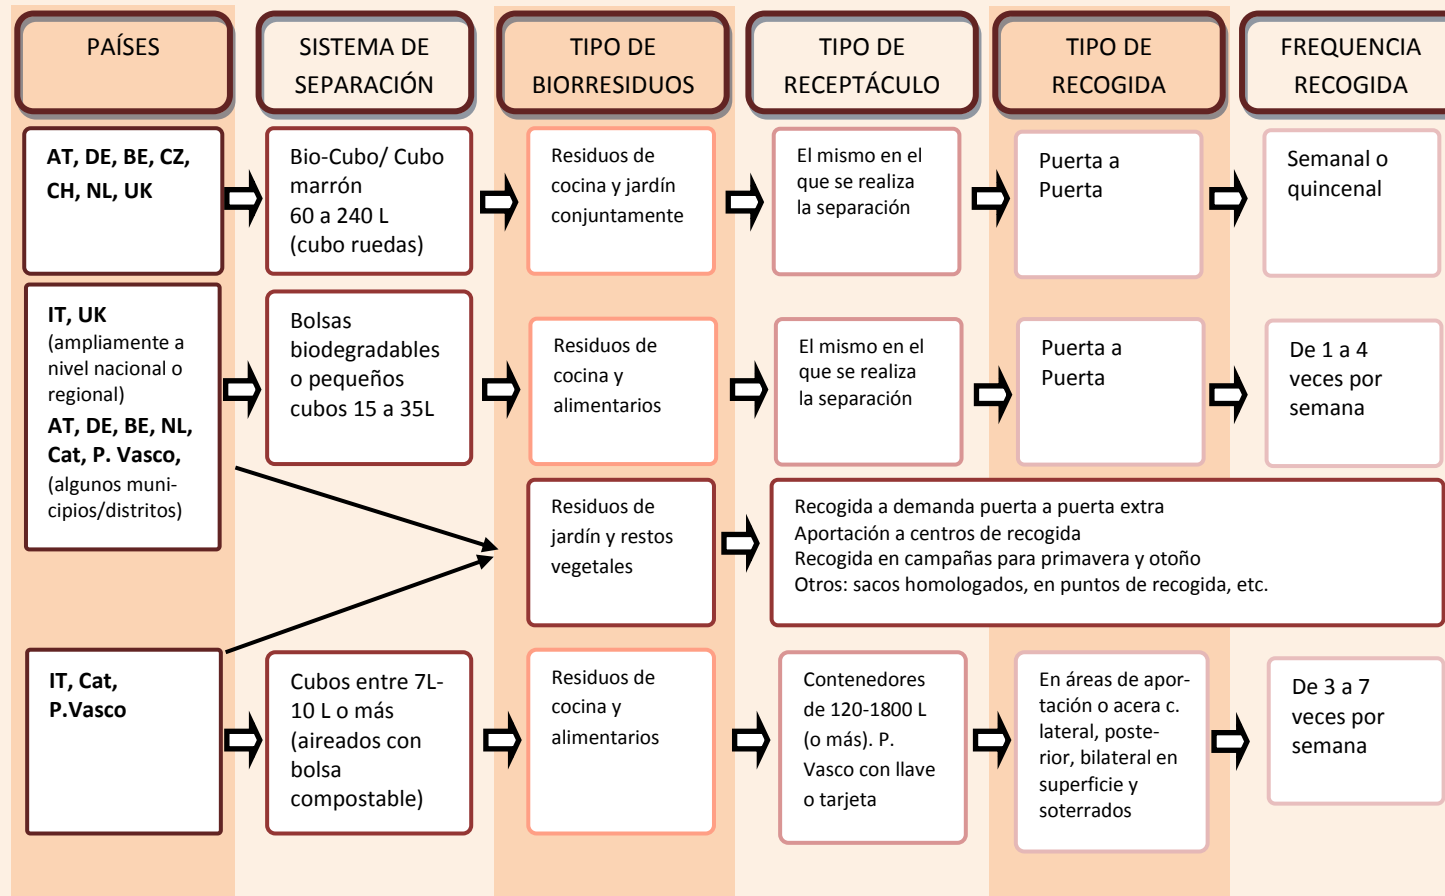 PAÍSES
SISTEMA DE
SEPARACIÓN
TIPO DE
BIORRESIDUOS
TIPO DE
RECEPTÁCULO
TIPO DE
RECOGIDA
FREQUENCIA
RECOGIDA
AT, DE, BE, CZ,
CH, NL, UK
Bio-Cubo/ Cubo
marrón
60 a 240 L
(cubo ruedas)
Residuos de
cocina y jardín
conjuntamente
El mismo en el
que se realiza
la separación
Puerta a
Puerta
Semanal o
quincenal
IT, UK
(ampliamente a
nivel nacional o
regional)
AT, DE, BE, NL,
Cat, P. Vasco,
(algunos muni-
cipios/distritos)
Bolsas
biodegradables
o pequeños
cubos 15 a 35L
Residuos de
cocina y
alimentarios
El mismo en el
que se realiza
la separación
Puerta a
Puerta
De 1 a 4
veces por
semana
Residuos de
jardín y restos
vegetales
Recogida a demanda puerta a puerta extra
Aportación a centros de recogida
Recogida en campañas para primavera y otoño
Otros: sacos homologados, en puntos de recogida, etc.
IT, Cat,
P.Vasco
Cubos entre 7L-
10 L o más
(aireados con
bolsa
compostable)
Residuos de
cocina y
alimentarios
Contenedores
de 120-1800 L
(o más). P.
Vasco con llave
o tarjeta
En áreas de apor-
tación o acera c.
lateral, poste-
rior, bilateral en
superficie y
soterrados
De 3 a 7
veces por
semana